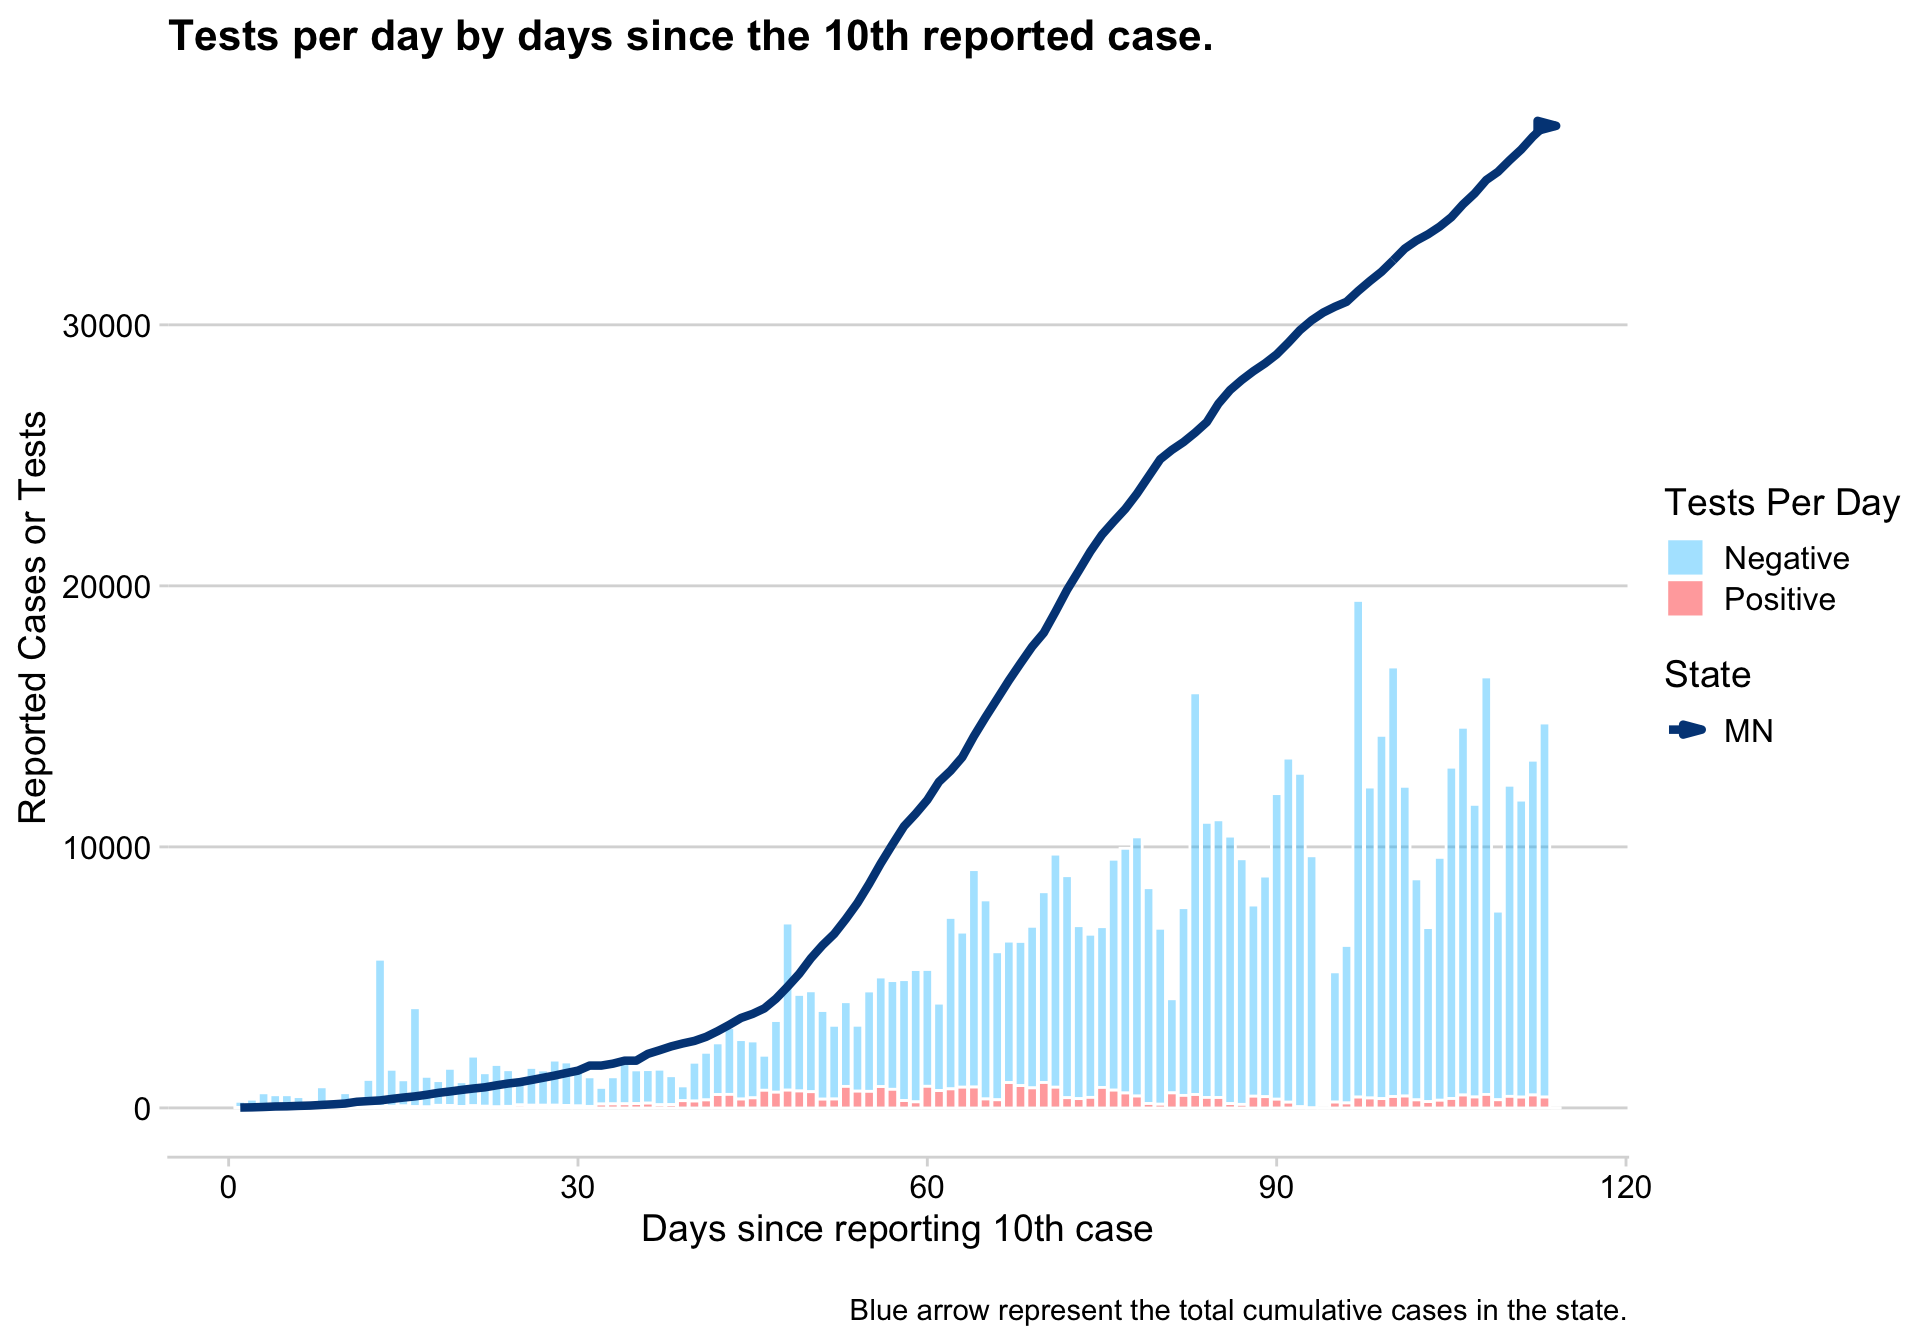 Tests per day by days since the 10th reported case.
30000
20000
10000
0
Reported Cases or Tests
0 30 60 90 120
Days since reporting 10th case
Tests Per Day
Negative
Positive
State
MN
Blue arrow represent the total cumulative cases in the state.